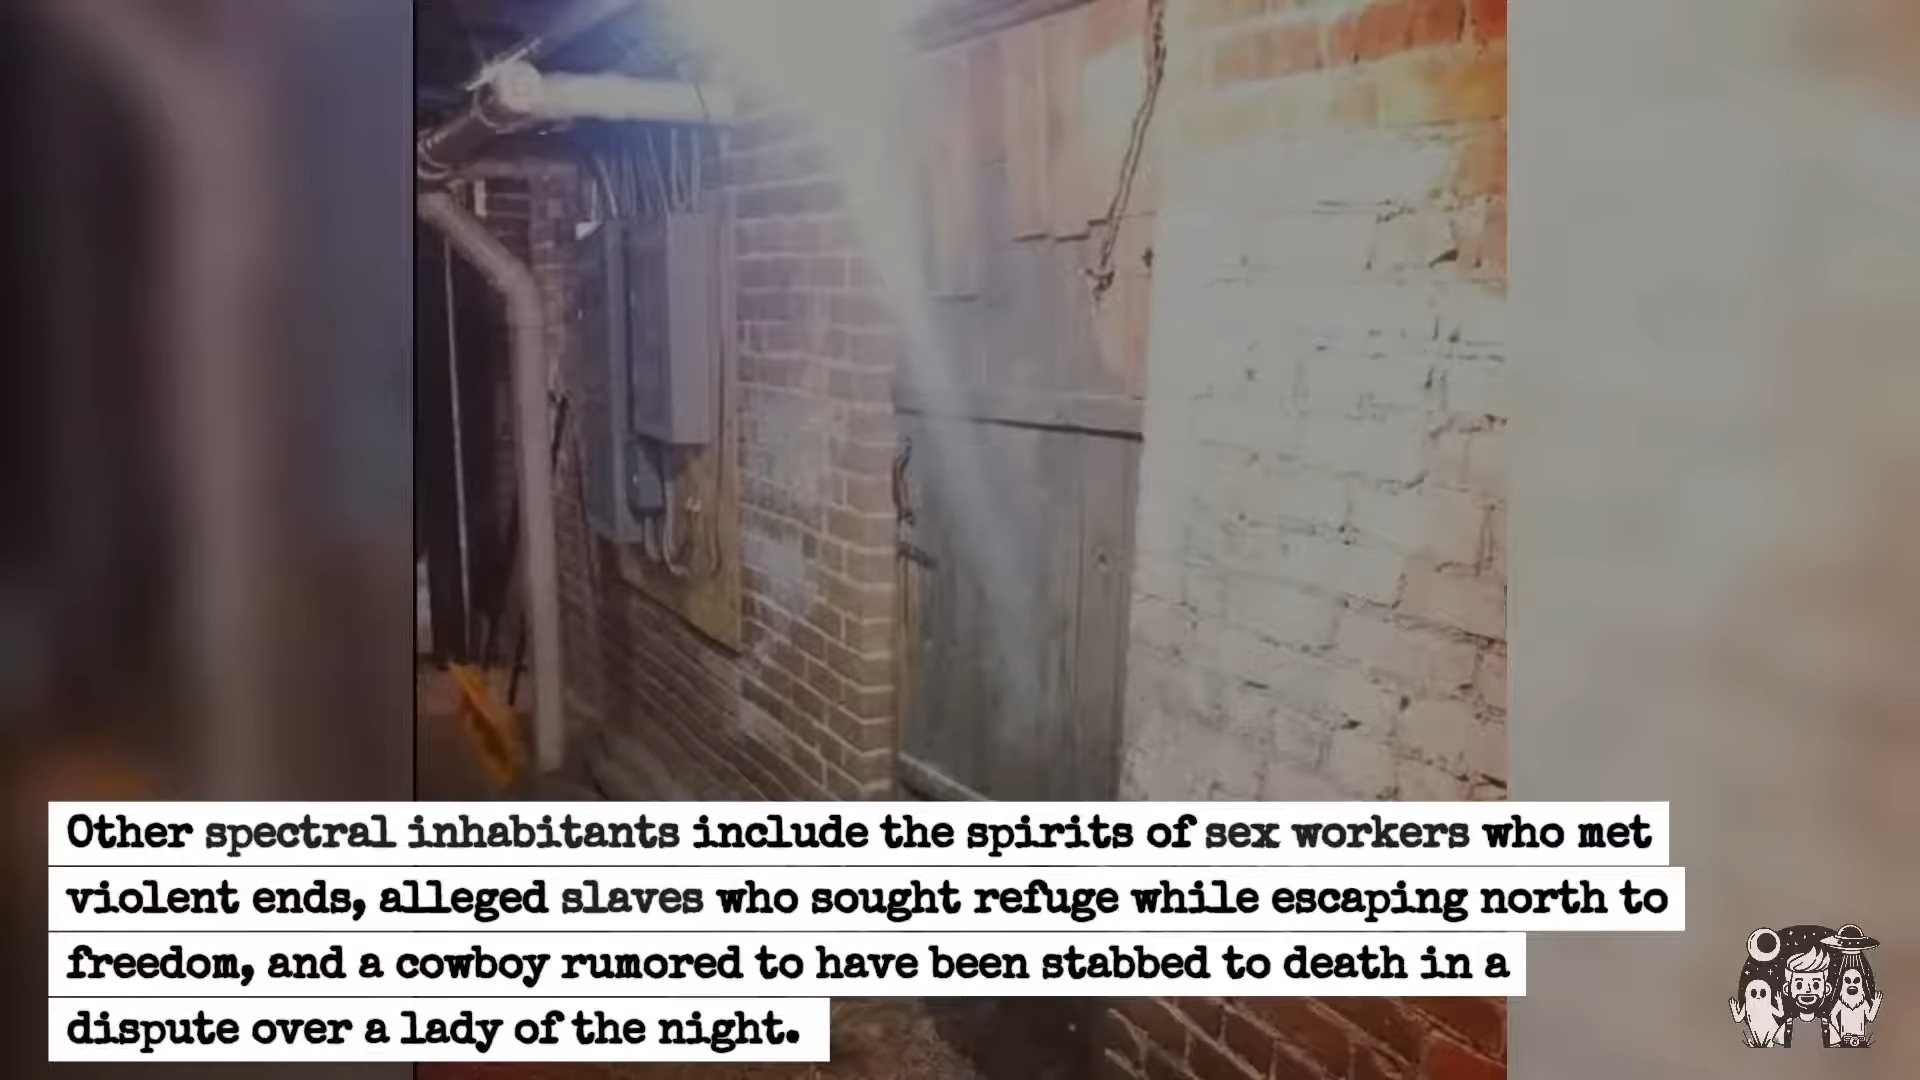 Other spectral inhabitants include the spirits of sex workers who met
violent ends, alleged slaves who sought refuge while escaping north to
freedom, and a cowboy rumored to have been stabbed to death in a
dispute over a lady of the night.